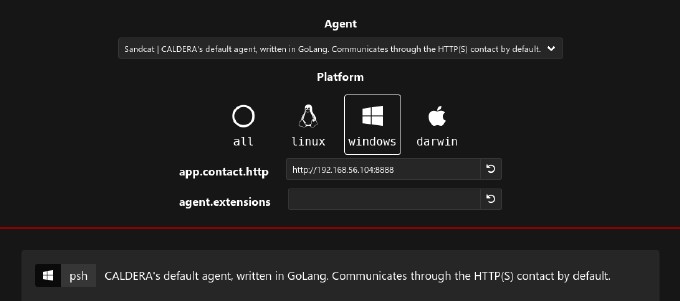 Agent
Sandcat | CALDERA's default agent, written in GoLang. Communicates through the HTTP(S) contact by default.
Platform
all linux windows darwin
app.contact.http http://192.168.56.104:8888
agent.extensions
psh CALDERA's default agent, written in GoLang. Communicates through the HTTP(S) contact by default.